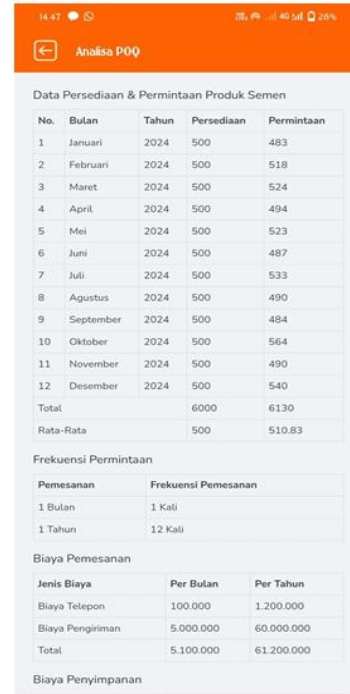 14.47
4G 26%
Analisa POQ
Data Persediaan & Permintaan Produk Semen
No. Bulan Tahun Persediaan Permintaan
1 Januari 2024 500 483
2 Februari 2024 500 518
3 Maret 2024 500 524
4 April 2024 500 494
5 Mei 2024 500 523
6 Juni 2024 500 487
7 Juli 2024 500 533
8 Agustus 2024 500 490
9 September 2024 500 484
10 Oktober 2024 500 564
11 November 2024 500 490
12 Desember 2024 500 540
Total 6000 6130
Rata-Rata 500 510.83
Frekuensi Permintaan
Pemesanan Frekuensi Pemesanan
1 Bulan 1 Kali
1 Tahun 12 Kali
Biaya Pemesanan
Jenis Biaya Per Bulan Per Tahun
Biaya Telepon 100.000 1.200.000
Biaya Pengiriman 5.000.000 60.000.000
Total 5.100.000 61.200.000
Biaya Penyimpanan